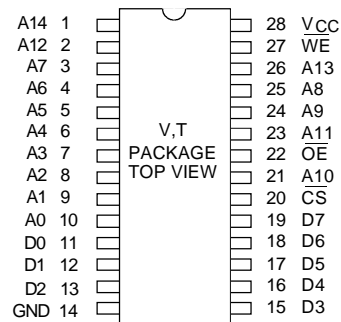 A14 1
A12 2
A7 3
A6 4
A5 5
A4 6
A3 7
A2 8
A1 9
A0 10
D0 11
D1 12
D2 13
GND 14
V,T
PACKAGE
TOP VIEW
28 VCC
27 WE
26 A13
25 A8
24 A9
23 A11
22 OE
21 A10
20 CS
19 D7
18 D6
17 D5
16 D4
15 D3